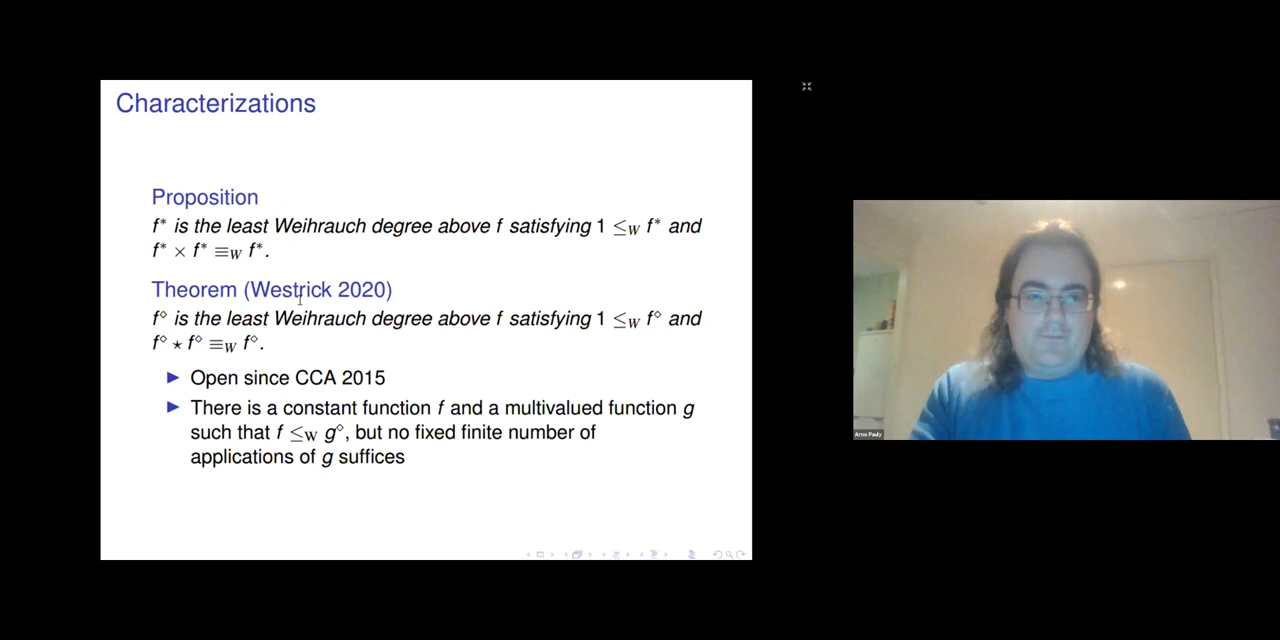 Characterizations
Proposition
f* is the least Weihrauch degree above f satisfying 1 ≤W f* and
f* × f* ≡W f*.
Theorem (Westrick 2020)
f⋄ is the least Weihrauch degree above f satisfying 1 ≤W f⋄ and
f⋄ ⋆ f⋄ ≡W f⋄.
▶ Open since CCA 2015
▶ There is a constant function f and a multivalued function g
such that f ≤W g⋄, but no fixed finite number of
applications of g suffices
Arno Pauly